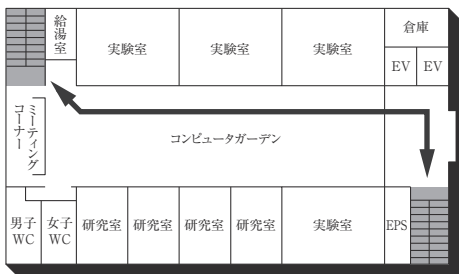 給湯室
実験室
実験室
実験室
倉庫
EV
EV
ミーティング
コーナー
コンピュータガーデン
男子
WC
女子
WC
研究室
研究室
研究室
研究室
実験室
EPS